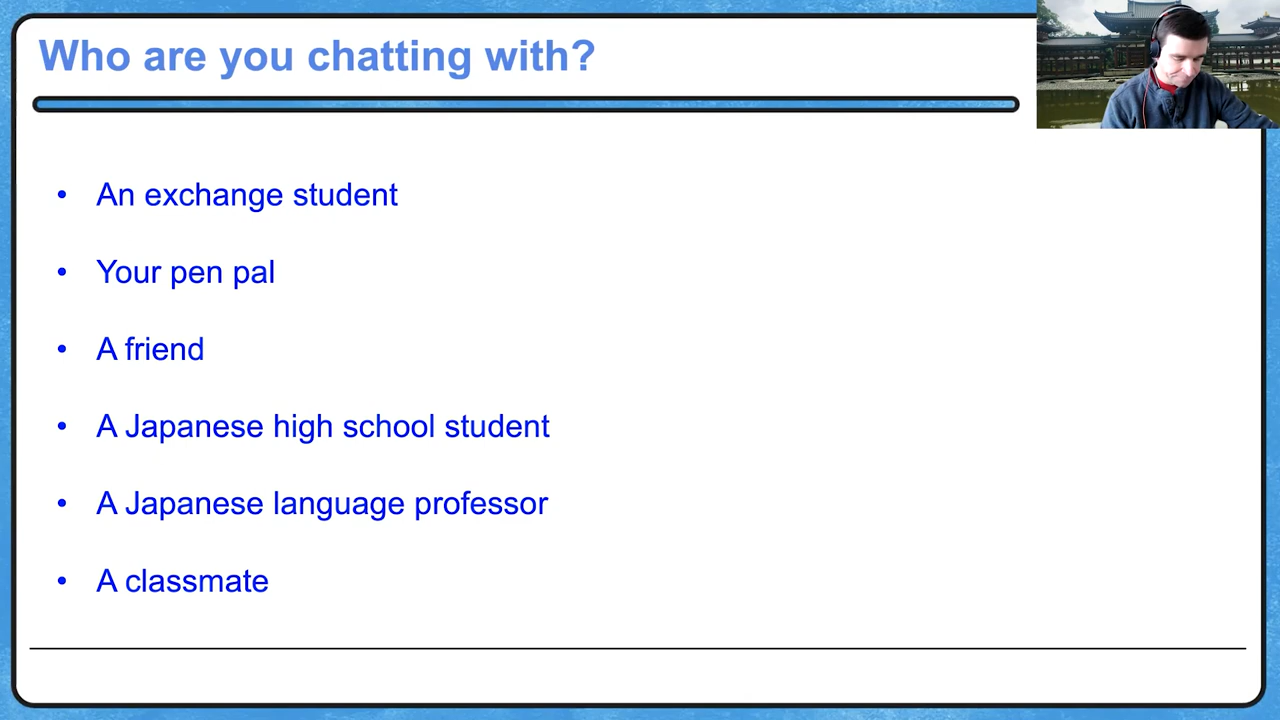 Who are you chatting with?
• An exchange student
• Your pen pal
• A friend
• A Japanese high school student
• A Japanese language professor
• A classmate